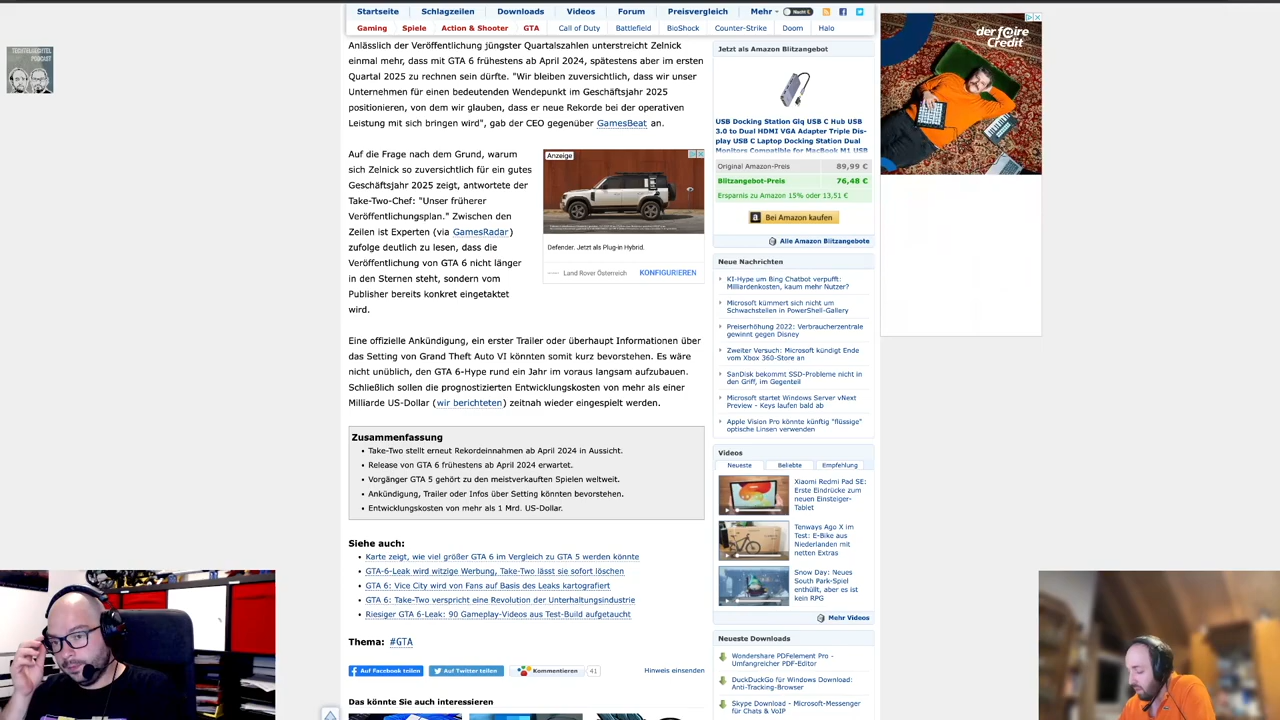 Startseite
Schlagzeilen
Downloads
Videos
Forum
Preisvergleich
Mehr
Gaming
Spiele
Action & Shooter
GTA
Call of Duty
Battlefield
BioShock
Counter-Strike
Doom
Halo
PODCAST
Anlässlich der Veröffentlichung jüngster Quartalszahlen unterstreicht Zelnick
einmal mehr, dass mit GTA 6 frühestens ab April 2024, spätestens aber im ersten
Quartal 2025 zu rechnen sein dürfte. "Wir bleiben zuversichtlich, dass wir unser
Unternehmen für einen bedeutenden Wendepunkt im Geschäftsjahr 2025
positionieren, von dem wir glauben, dass er neue Rekorde bei der operativen
Leistung mit sich bringen wird", gab der CEO gegenüber GamesBeat an.
Auf die Frage nach dem Grund, warum
sich Zelnick so zuversichtlich für ein gutes
Geschäftsjahr 2025 zeigt, antwortete der
Take-Two-Chef: "Unser früherer
Veröffentlichungsplan." Zwischen den
Zeilen ist Experten (via GamesRadar)
zufolge deutlich zu lesen, dass die
Veröffentlichung von GTA 6 nicht länger
in den Sternen steht, sondern vom
Publisher bereits konkret eingetaktet
wird.
Anzeige
Defender. Jetzt als Plug-in Hybrid.
Land Rover Österreich
KONFIGURIEREN
Eine offizielle Ankündigung, ein erster Trailer oder überhaupt Informationen über
das Setting von Grand Theft Auto VI könnten somit kurz bevorstehen. Es wäre
nicht unüblich, den GTA 6-Hype rund ein Jahr im voraus langsam aufzubauen.
Schließlich sollen die prognostizierten Entwicklungskosten von mehr als einer
Milliarde US-Dollar (wir berichteten) zeitnah wieder eingespielt werden.
Zusammenfassung
• Take-Two stellt erneut Rekordeinnahmen ab April 2024 in Aussicht.
• Release von GTA 6 frühestens ab April 2024 erwartet.
• Vorgänger GTA 5 gehört zu den meistverkauften Spielen weltweit.
• Ankündigung, Trailer oder Infos über Setting könnten bevorstehen.
• Entwicklungskosten von mehr als 1 Mrd. US-Dollar.
Siehe auch:
• Karte zeigt, wie viel größer GTA 6 im Vergleich zu GTA 5 werden könnte
• GTA-6-Leak wird witzige Werbung, Take-Two lässt sie sofort löschen
• GTA 6: Vice City wird von Fans auf Basis des Leaks kartografiert
• GTA 6: Take-Two verspricht eine Revolution der Unterhaltungsindustrie
• Riesiger GTA 6-Leak: 90 Gameplay-Videos aus Test-Build aufgetaucht
Thema: #GTA
Auf Facebook teilen
Auf Twitter teilen
Kommentieren
41
Hinweis einsenden
Das könnte Sie auch interessieren
Jetzt als Amazon Blitzangebot
USB Docking Station Glq USB C Hub USB
3.0 to Dual HDMI VGA Adapter Triple Dis-
play USB C Laptop Docking Station Dual
Monitors Compatible for MacBook M1 USB
Original Amazon-Preis 89,99 €
Blitzangebot-Preis 76,48 €
Ersparnis zu Amazon 15% oder 13,51 €
Bei Amazon kaufen
Alle Amazon Blitzangebote
Neue Nachrichten
KI-Hype um Bing Chatbot verpufft:
Milliardenkosten, kaum mehr Nutzer?
Microsoft kümmert sich nicht um
Schwachstellen in PowerShell-Gallery
Preiserhöhung 2022: Verbraucherzentrale
gewinnt gegen Disney
Zweiter Versuch: Microsoft kündigt Ende
vom Xbox 360-Store an
SanDisk bekommt SSD-Probleme nicht in
den Griff, im Gegenteil
Microsoft startet Windows Server vNext
Preview - Keys laufen bald ab
Apple Vision Pro könnte künftig "flüssige"
optische Linsen verwenden
Videos
Neueste
Beliebte
Empfehlung
Xiaomi Redmi Pad SE:
Erste Eindrücke zum
neuen Einsteiger-
Tablet
Tenways Ago X im
Test: E-Bike aus
Niederlanden mit
netten Extras
Snow Day: Neues
South Park-Spiel
enthüllt, aber es ist
kein RPG
Mehr Videos
Neueste Downloads
Wondershare PDFelement Pro -
Umfangreicher PDF-Editor
DuckDuckGo für Windows Download:
Anti-Tracking-Browser
Skype Download - Microsoft-Messenger
für Chats & VoIP
der f@ire
Credit